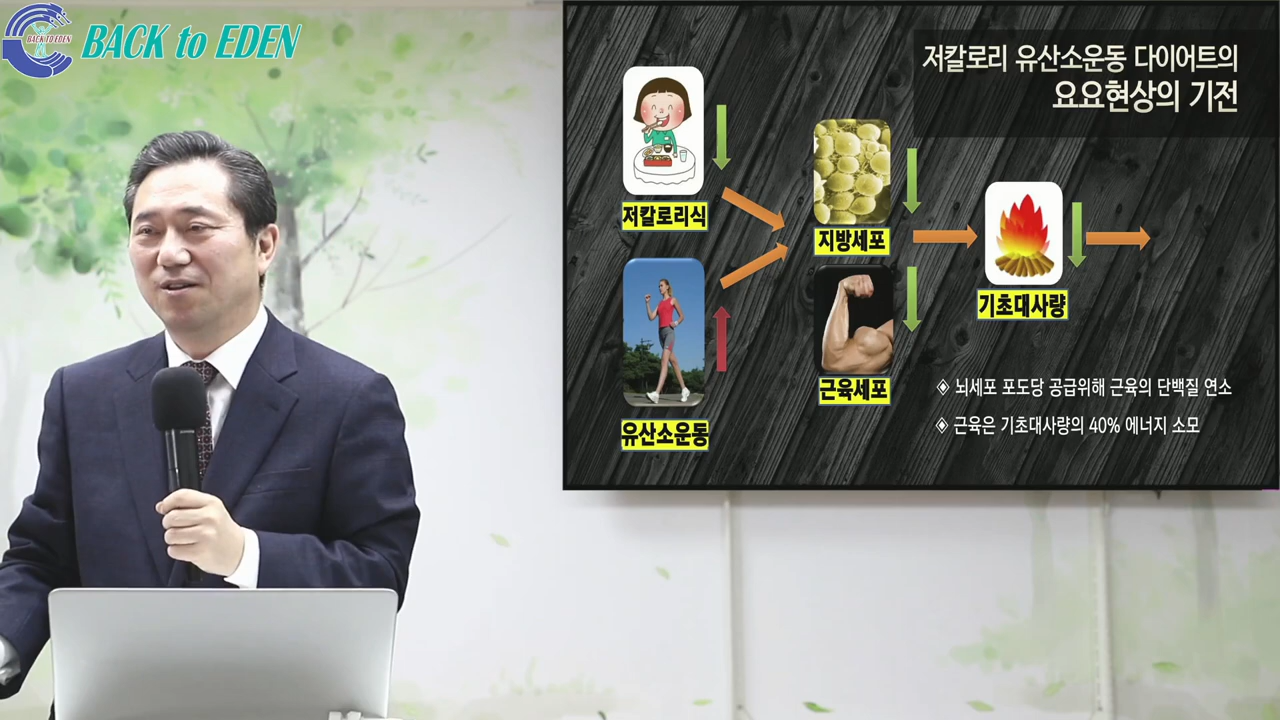 BACK TO EDEN
BACK to EDEN
저칼로리 유산소운동 다이어트의
요요현상의 기전
저칼로리식
지방세포
기초대사량
유산소운동
근육세포
◈ 뇌세포 포도당 공급위해 근육의 단백질 연소
◈ 근육은 기초대사량의 40% 에너지 소모